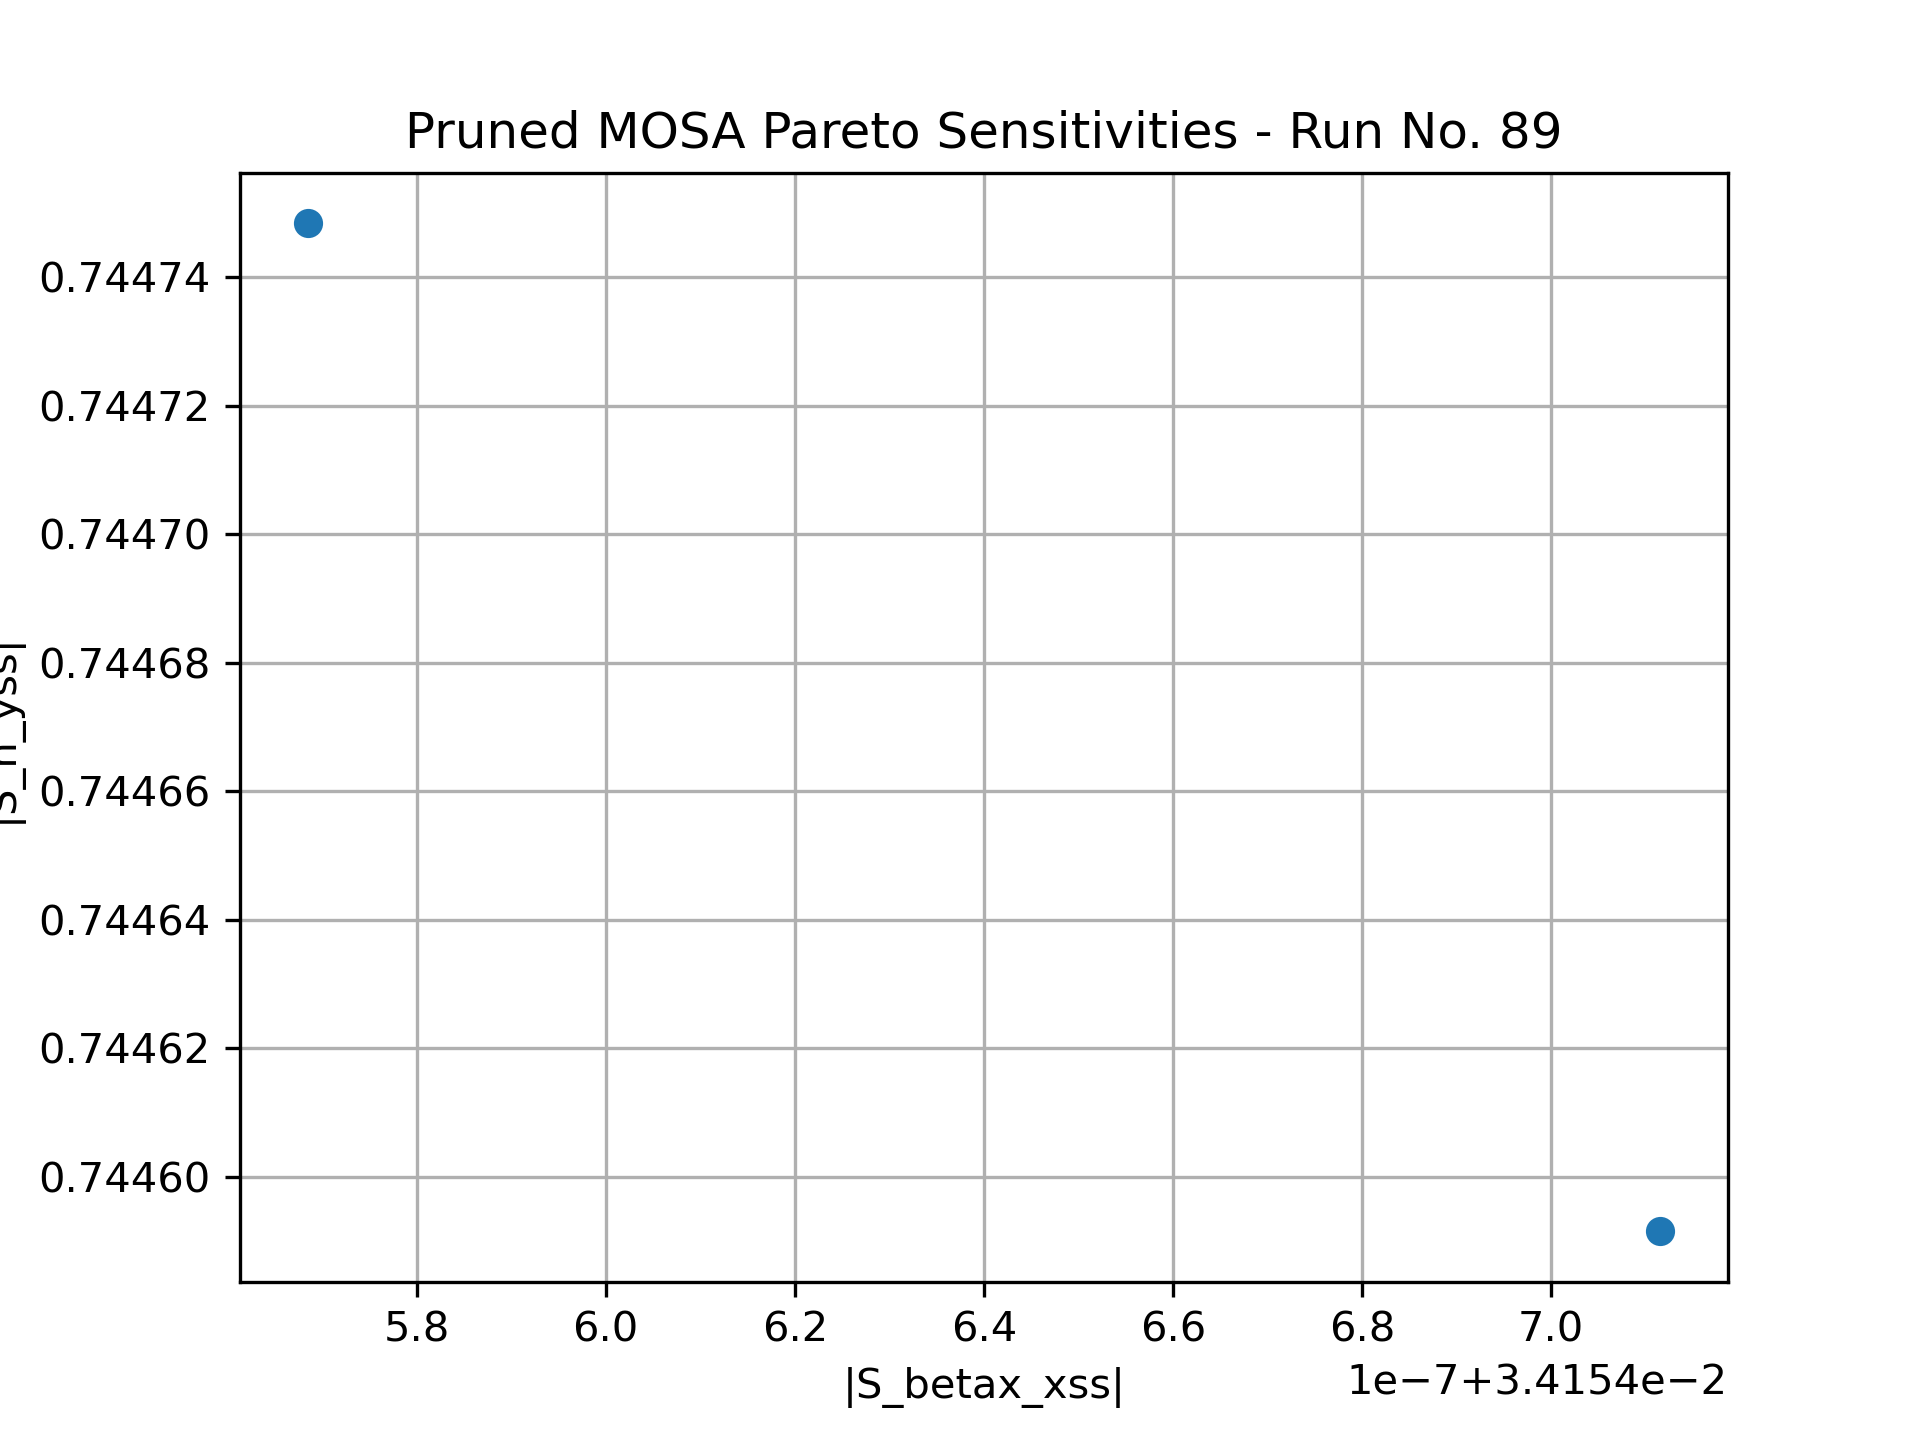 Pruned MOSA Pareto Sensitivities - Run No. 89
0.74474
0.74472
0.74470
0.74468
0.74466
0.74464
0.74462
0.74460
|S_n_yss|
5.8 6.0 6.2 6.4 6.6 6.8 7.0
1e−7+3.4154e−2
|S_betax_xss|